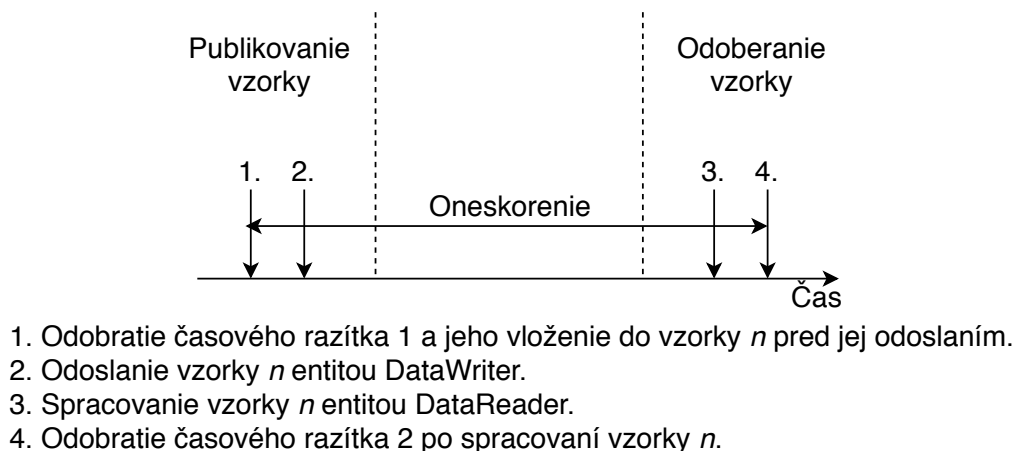 Publikovanie
vzorky
Odoberanie
vzorky
1. 2. 3. 4.
Oneskorenie
Čas
1. Odobratie časového razítka 1 a jeho vloženie do vzorky n pred jej odoslaním.
2. Odoslanie vzorky n entitou DataWriter.
3. Spracovanie vzorky n entitou DataReader.
4. Odobratie časového razítka 2 po spracovaní vzorky n.